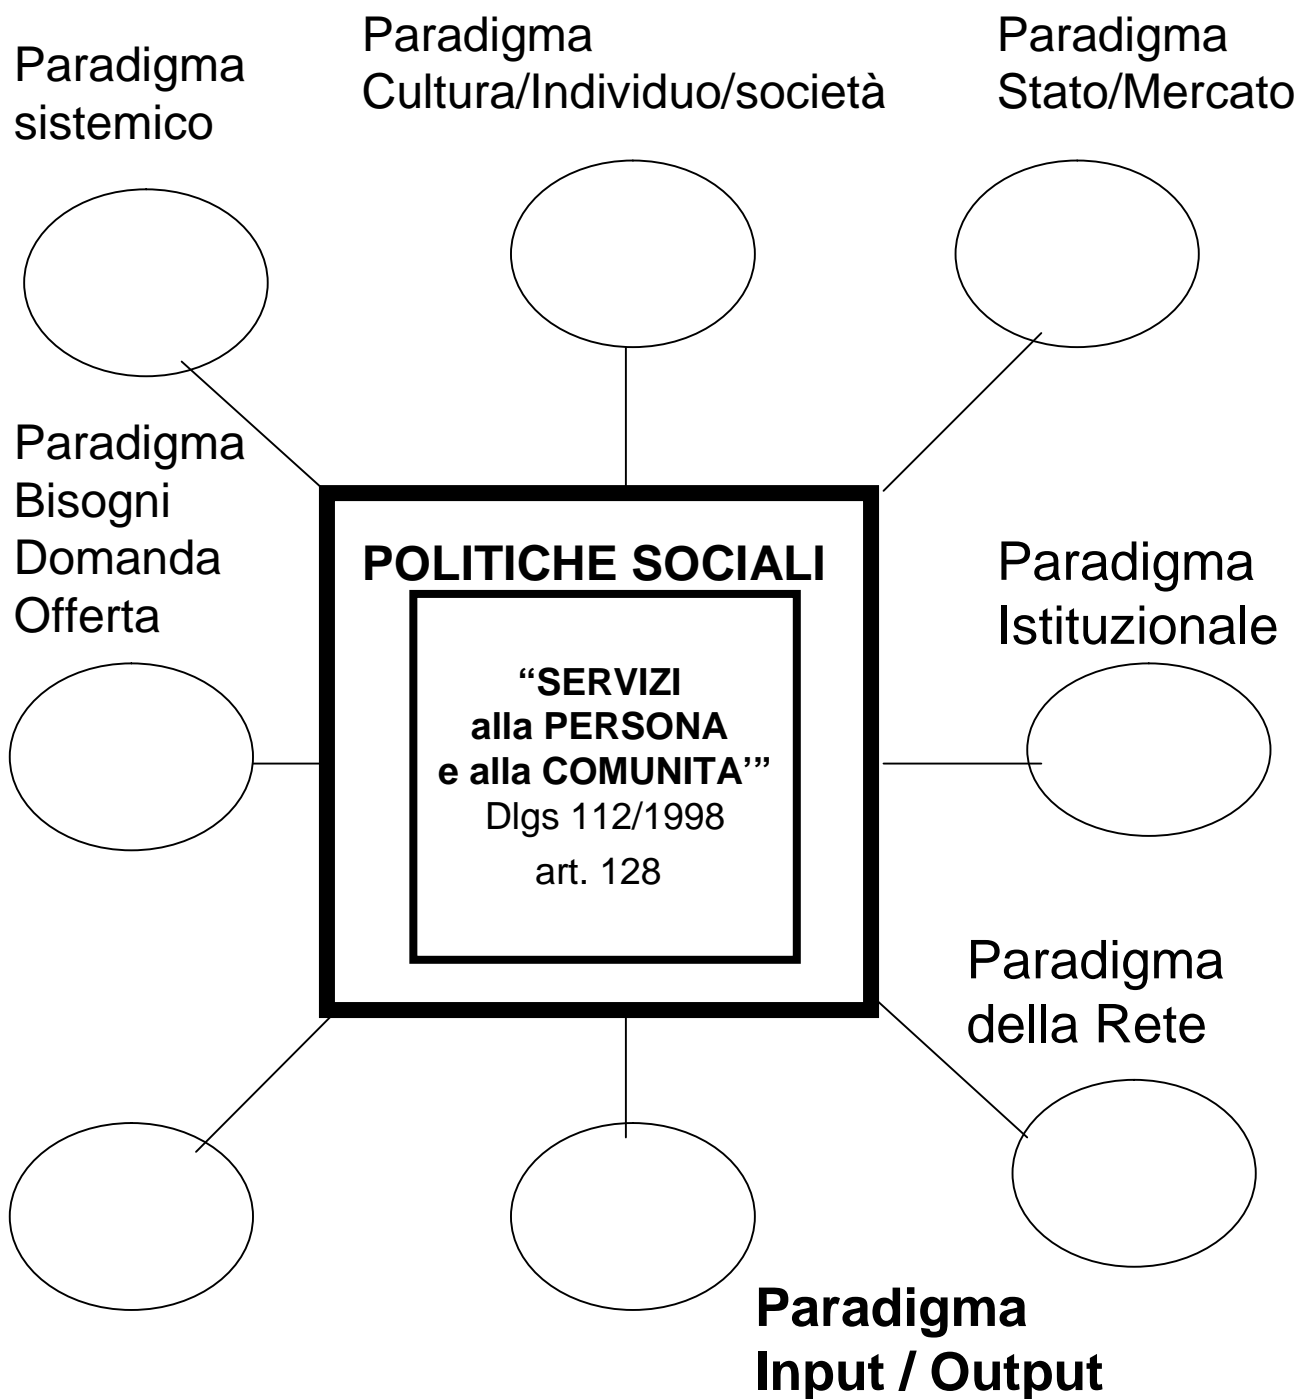 Paradigma
sistemico
Paradigma
Cultura/Individuo/società
Paradigma
Stato/Mercato
Paradigma
Bisogni
Domanda
Offerta
POLITICHE SOCIALI
“SERVIZI
alla PERSONA
e alla COMUNITA’”
Dlgs 112/1998
art. 128
Paradigma
Istituzionale
Paradigma
della Rete
Paradigma
Input / Output